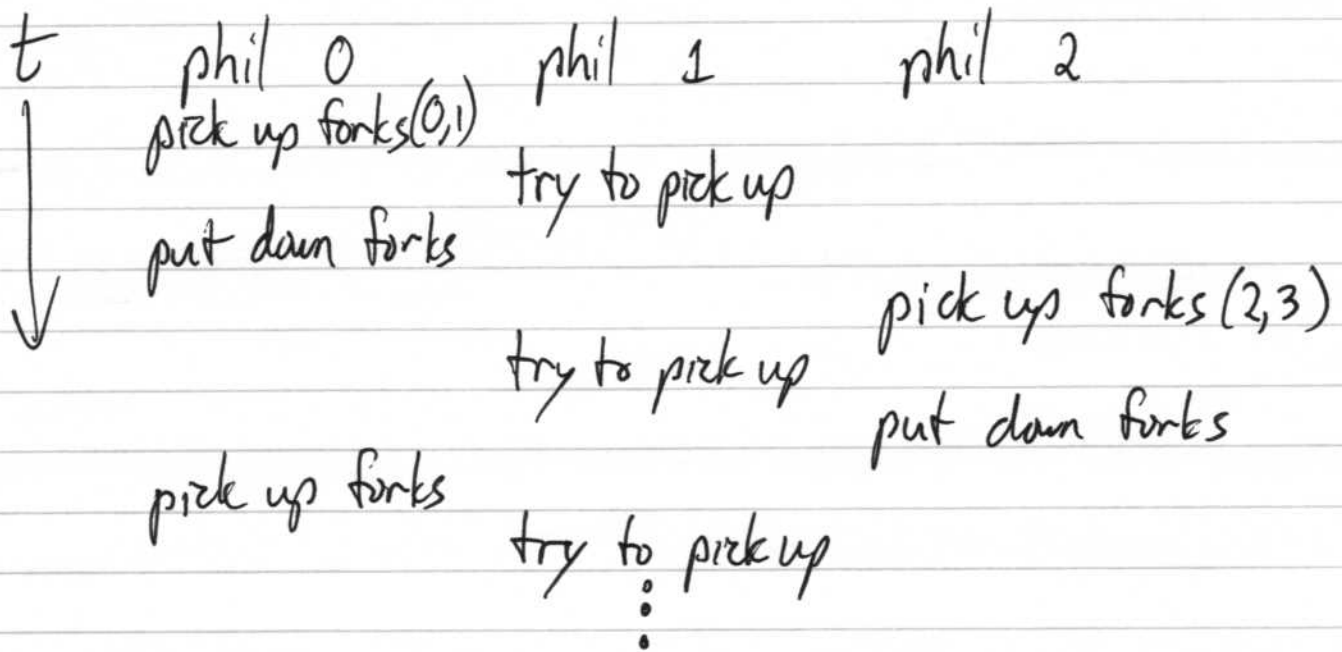 t phil 0 phil 1 phil 2
pick up forks(0,1)
try to pick up
put down forks
pick up forks (2,3)
try to pick up
put down forks
pick up forks
try to pick up